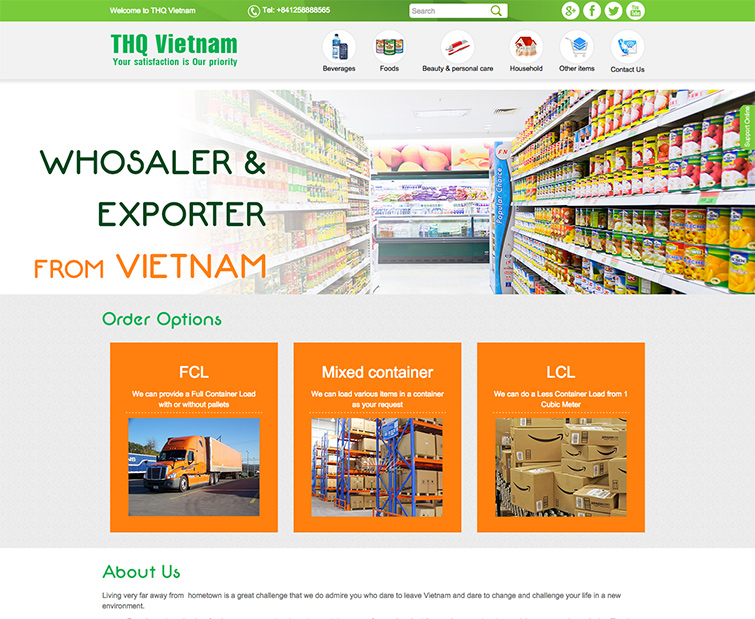 Welcome to THQ Vietnam
Tel: +841258888565
Search
THQ Vietnam
Your satisfaction is Our priority
Beverages
Foods
Beauty & personal care
Household
Other items
Contact Us
Support Online
WHOSALER &
EXPORTER
FROM VIETNAM
Popular Choice
Order Options
FCL
We can provide a Full Container Load
with or without pallets
Mixed container
We can load various items in a container
as your request
LCL
We can do a Less Container Load from 1
Cubic Meter
About Us
Living very far away from hometown is a great challenge that we do admire you who dare to leave Vietnam and dare to change and challenge your life in a new
environment.